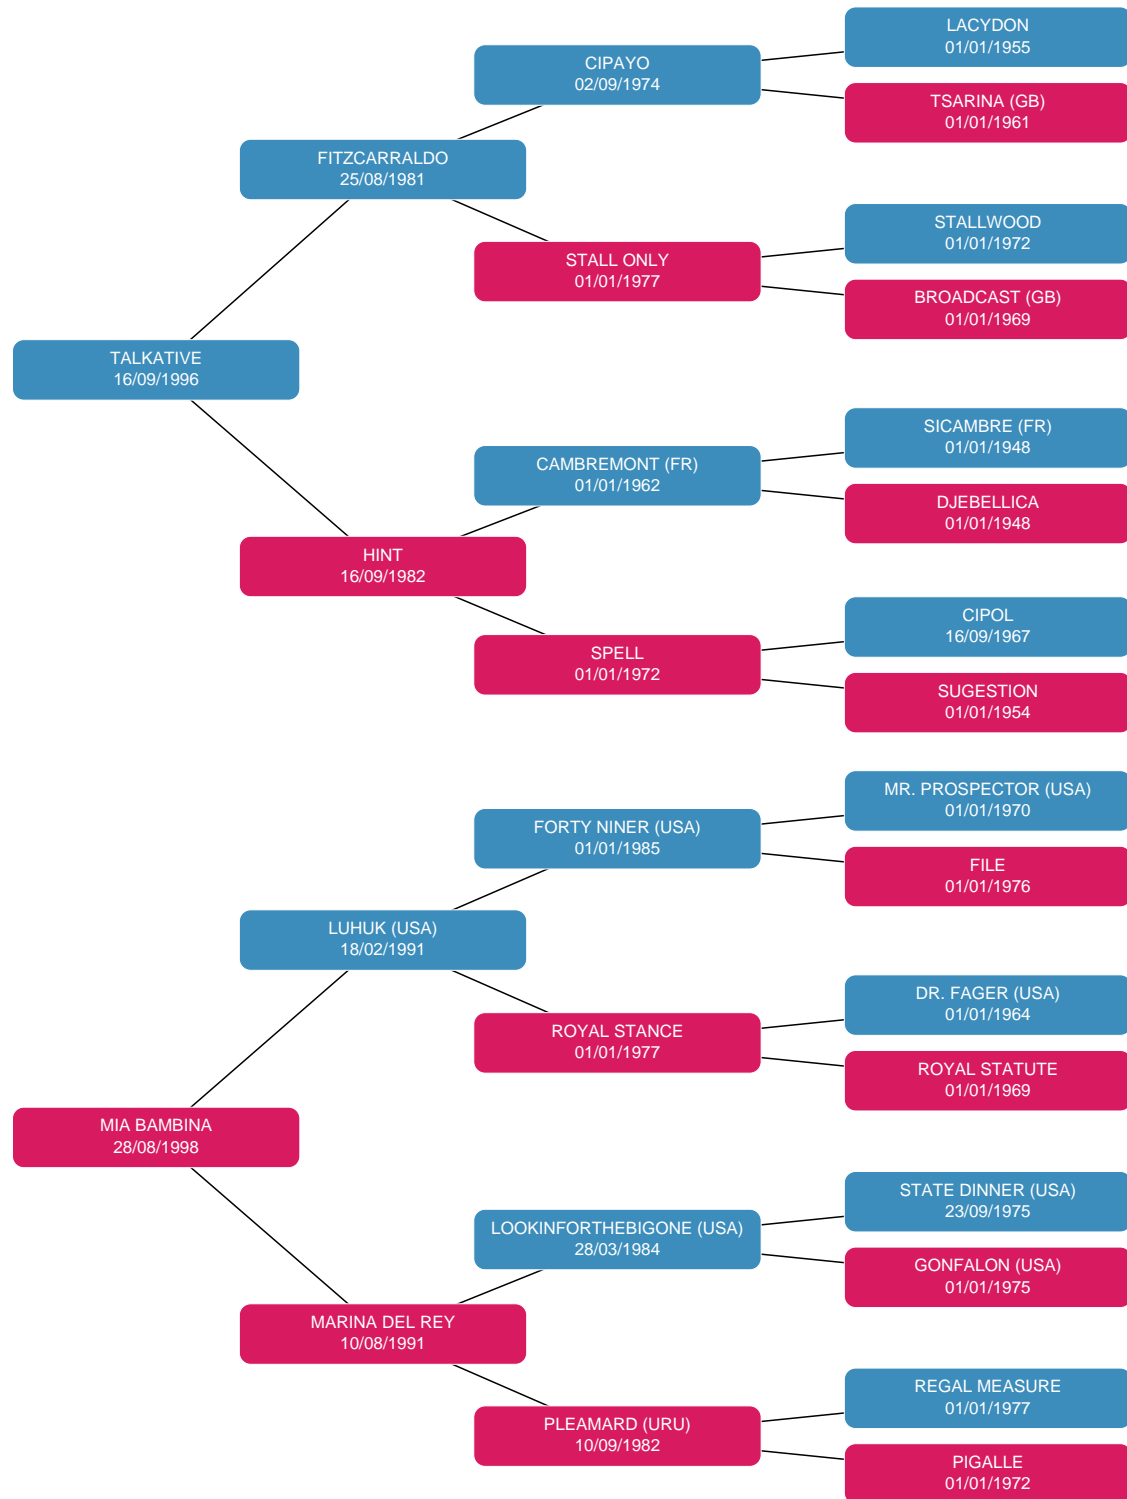 LACYDON
01/01/1955
CIPAYO
02/09/1974
TSARINA (GB)
01/01/1961
FITZCARRALDO
25/08/1981
STALLWOOD
01/01/1972
STALL ONLY
01/01/1977
BROADCAST (GB)
01/01/1969
TALKATIVE
16/09/1996
SICAMBRE (FR)
01/01/1948
CAMBREMONT (FR)
01/01/1962
DJEBELLICA
01/01/1948
HINT
16/09/1982
CIPOL
16/09/1967
SPELL
01/01/1972
SUGESTION
01/01/1954
MR. PROSPECTOR (USA)
01/01/1970
FORTY NINER (USA)
01/01/1985
FILE
01/01/1976
LUHUK (USA)
18/02/1991
DR. FAGER (USA)
01/01/1964
ROYAL STANCE
01/01/1977
ROYAL STATUTE
01/01/1969
MIA BAMBINA
28/08/1998
STATE DINNER (USA)
23/09/1975
LOOKINFORTHEBIGONE (USA)
28/03/1984
GONFALON (USA)
01/01/1975
MARINA DEL REY
10/08/1991
REGAL MEASURE
01/01/1977
PLEAMARD (URU)
10/09/1982
PIGALLE
01/01/1972